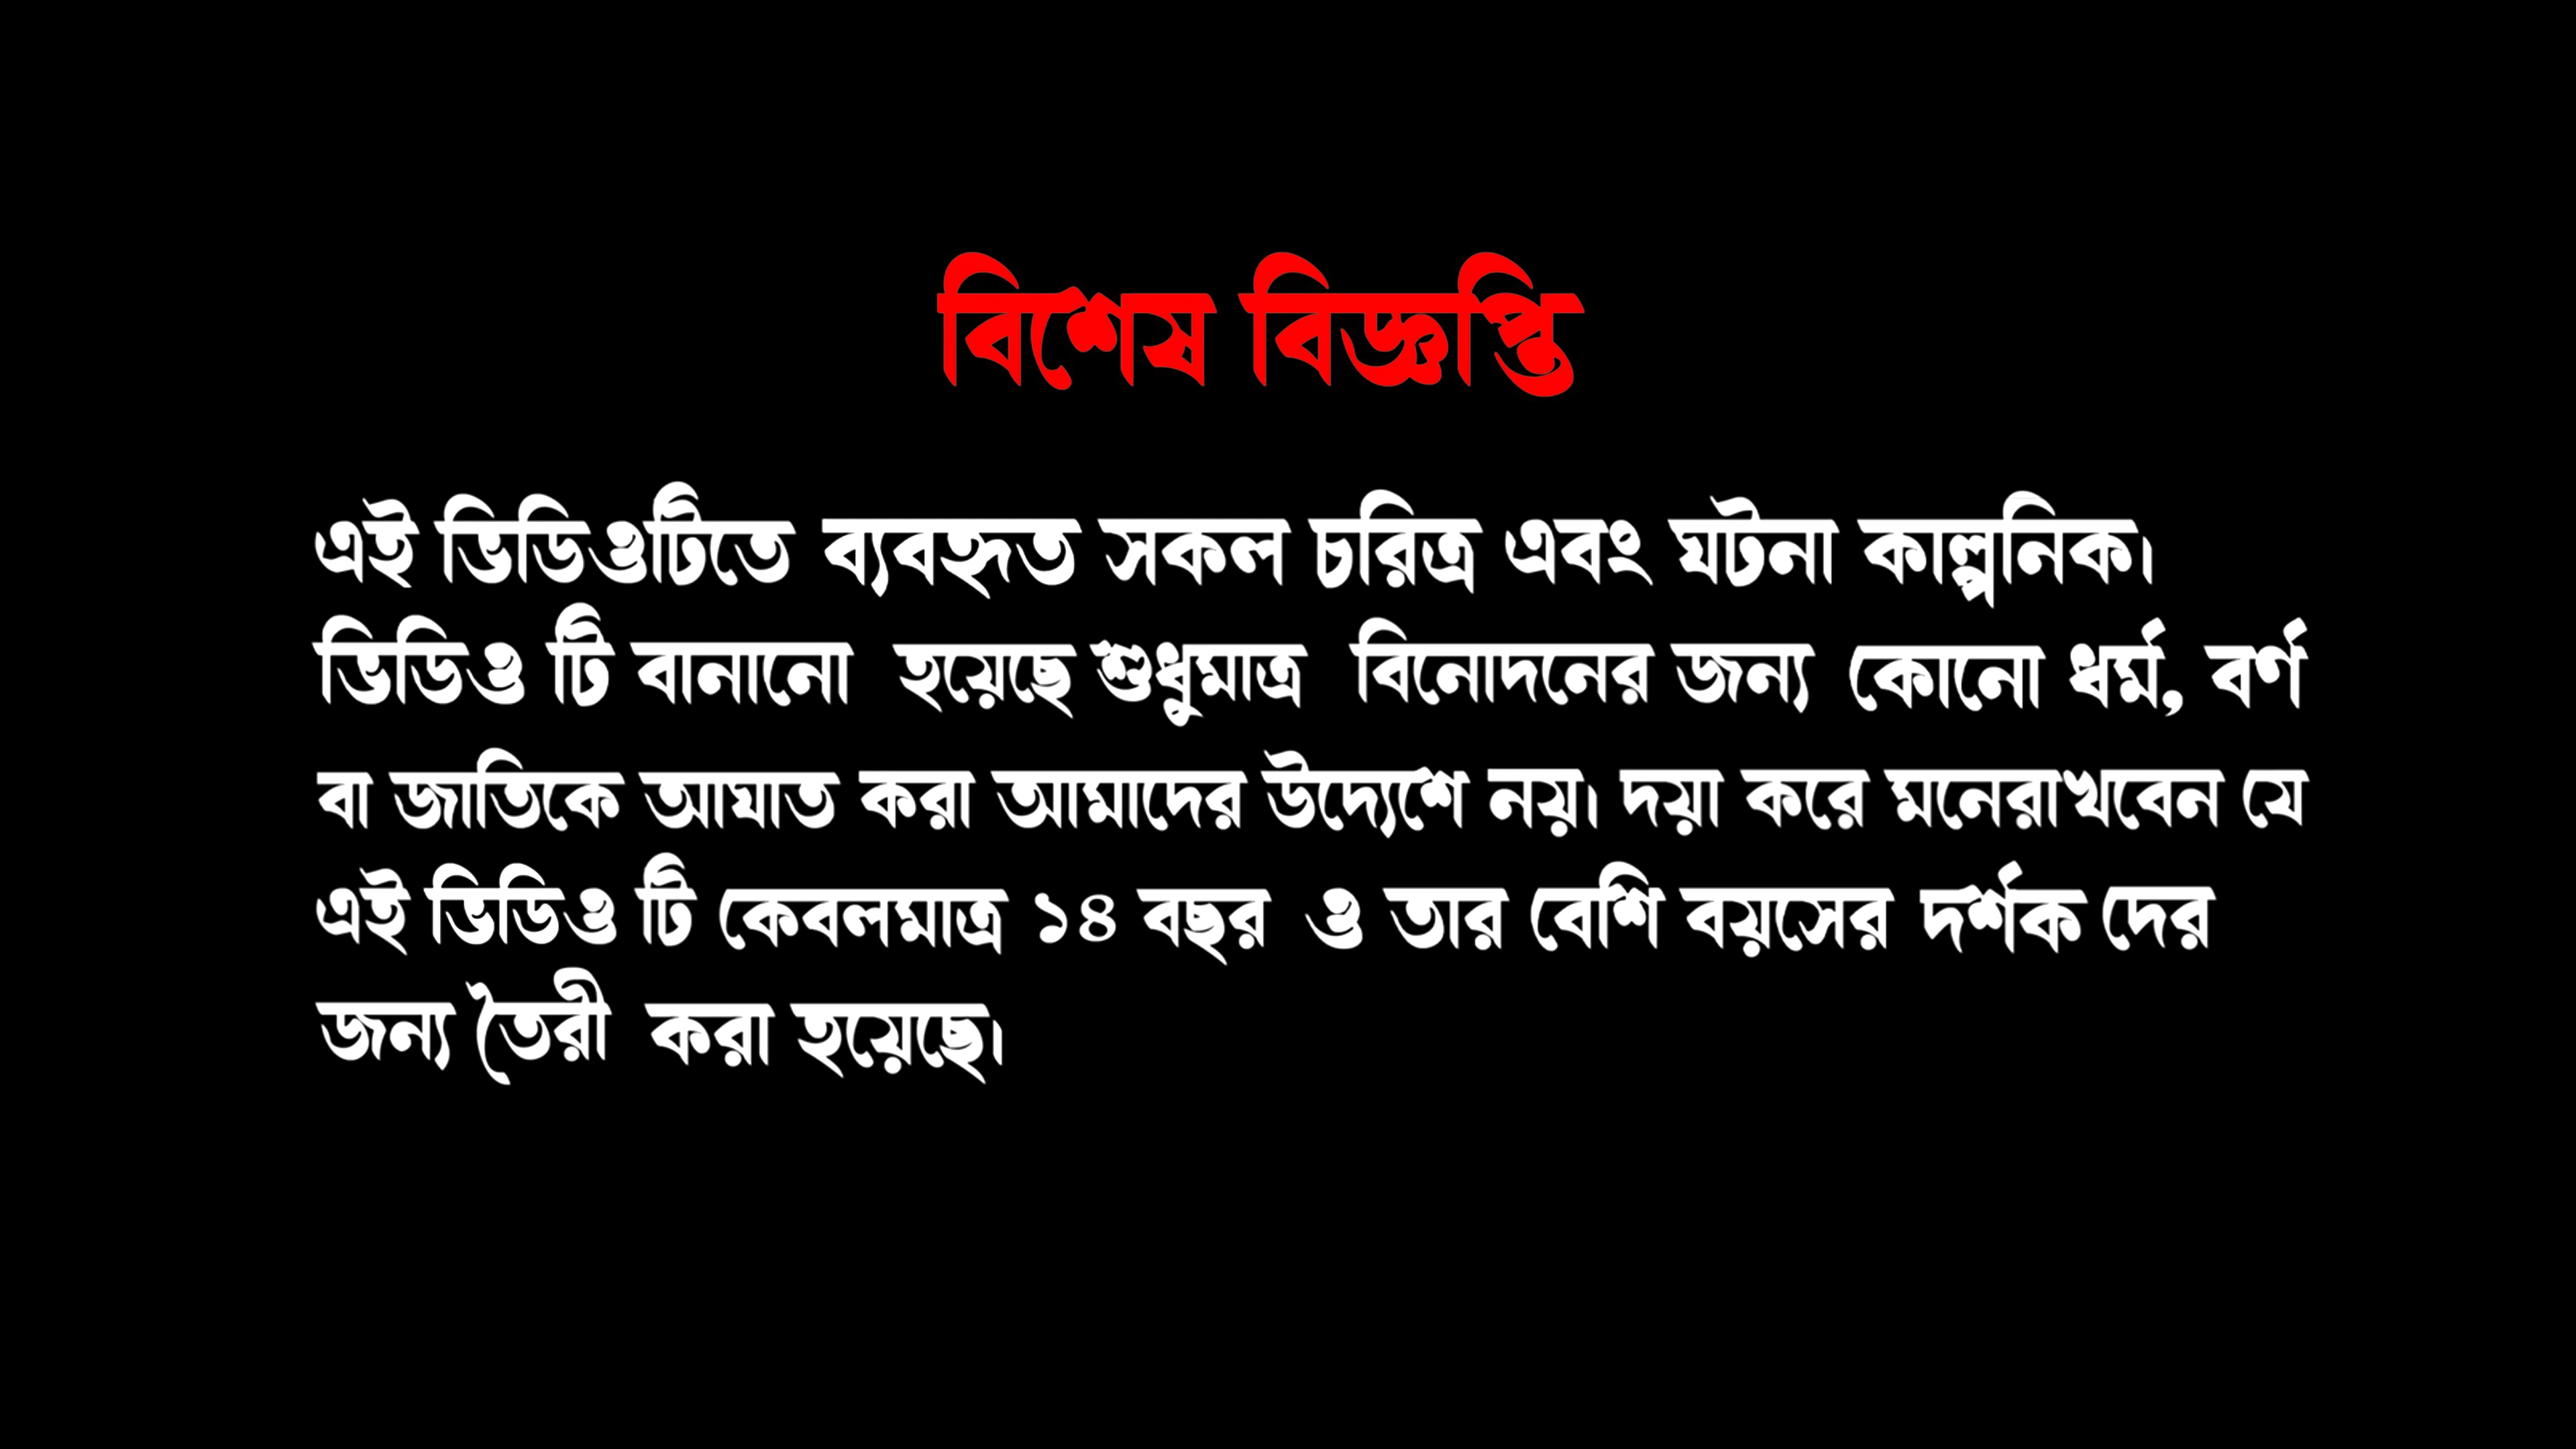 বিশেষ বিজ্ঞপ্তি
এই ভিডিওটিতে ব্যবহৃত সকল চরিত্র এবং ঘটনা কাল্পনিক।
ভিডিও টি বানানো হয়েছে শুধুমাত্র বিনোদনের জন্য কোনো ধর্ম, বর্ণ
বা জাতিকে আঘাত করা আমাদের উদ্যেশে নয়। দয়া করে মনেরাখবেন যে
এই ভিডিও টি কেবলমাত্র ১৪ বছর ও তার বেশি বয়সের দর্শক দের
জন্য তৈরী করা হয়েছে।